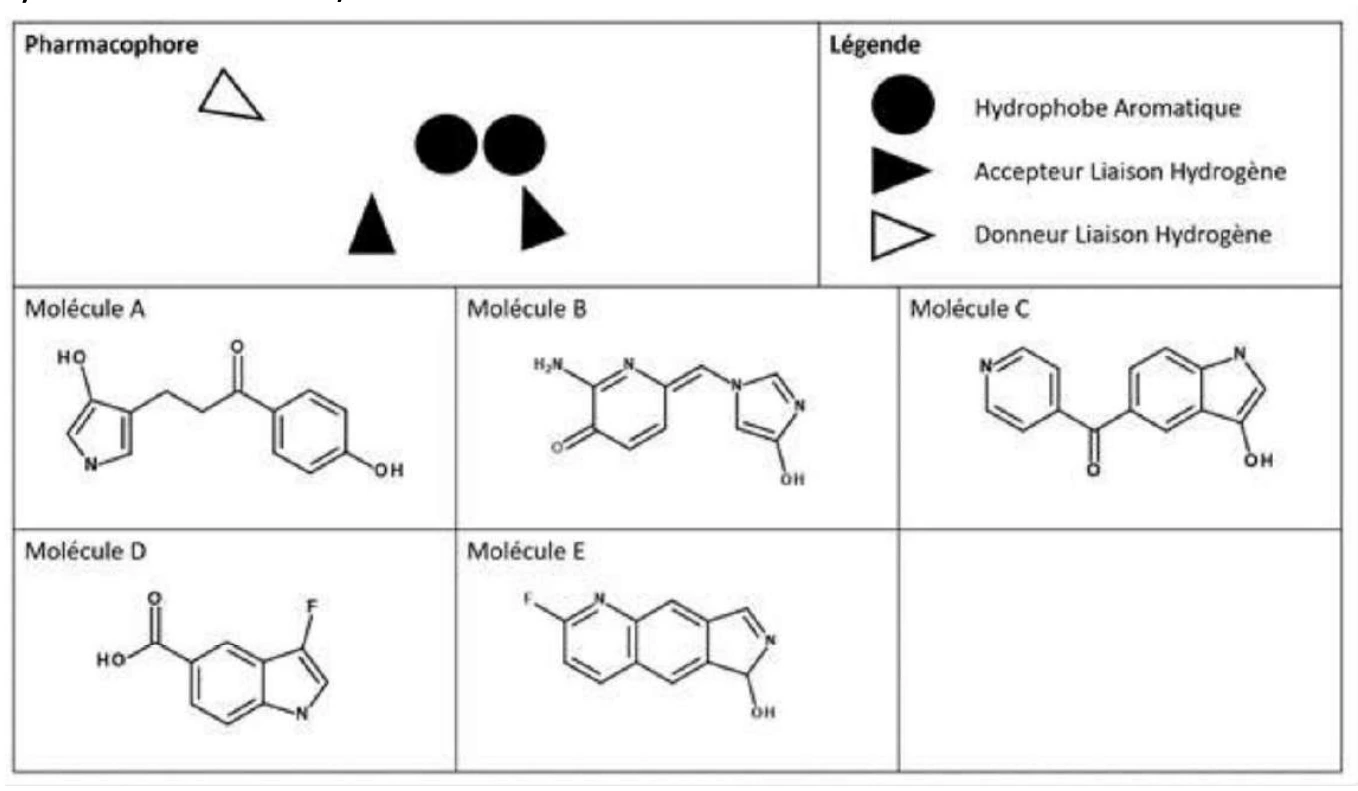 Pharmacophore
Légende
Hydrophobe Aromatique
Accepteur Liaison Hydrogène
Donneur Liaison Hydrogène
Molécule A
HO
O
N
OH
Molécule B
H₂N
N
N
N
O
OH
Molécule C
N
N
O
OH
Molécule D
O
F
HO
N
Molécule E
F
N
N
OH